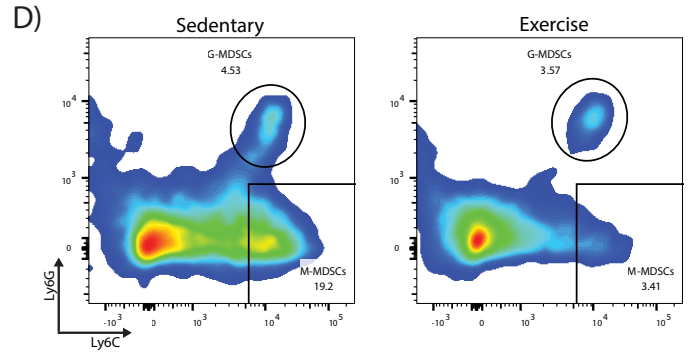 D)
Sedentary
Exercise
G-MDSCs
4.53
G-MDSCs
3.57
10^4
10^3
0
M-MDSCs
19.2
-10^3
0
10^3
10^4
10^5
10^4
10^3
0
M-MDSCs
3.41
-10^3
0
10^3
10^4
10^5
Ly6G
Ly6C